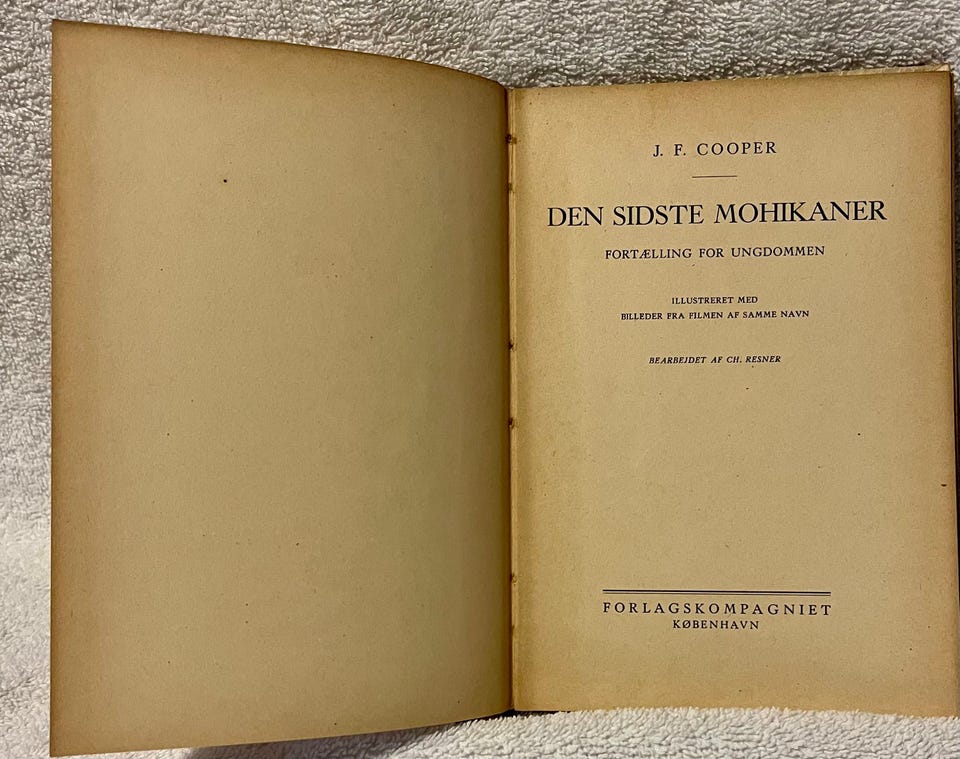 J. F. COOPER
DEN SIDSTE MOHIKANER
FORTÆLLING FOR UNGDOMMEN
ILLUSTRERET MED
BILLEDER FRA FILMEN AF SAMME NAVN
BEARBEJDET AF CH. RESNER
FORLAGSKOMPAGNIET
KØBENHAVN